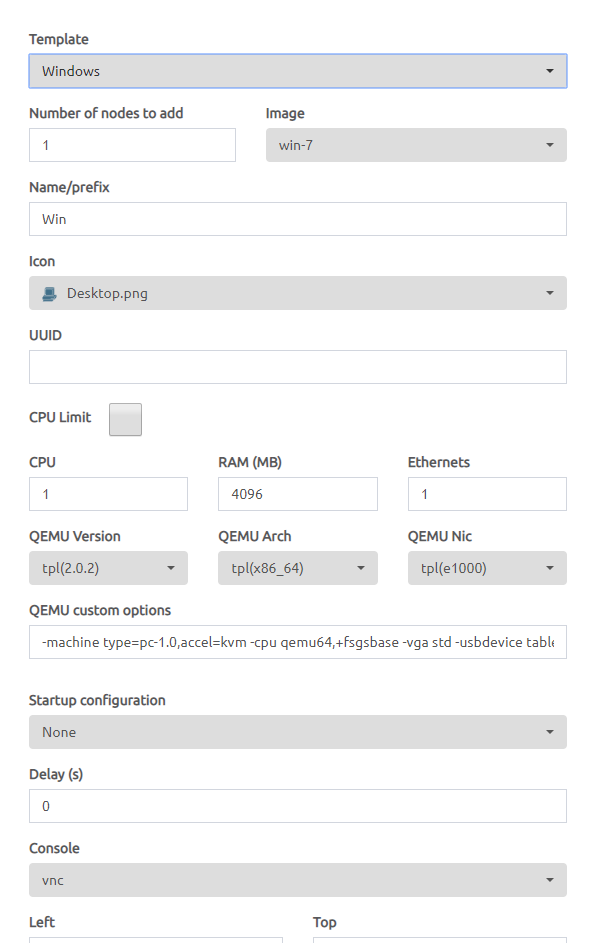 Template
Windows
Number of nodes to add Image
1 win-7
Name/prefix
Win
Icon
Desktop.png
UUID
CPU Limit
CPU RAM (MB) Ethernets
1 4096 1
QEMU Version QEMU Arch QEMU Nic
tpl(2.0.2) tpl(x86_64) tpl(e1000)
QEMU custom options
-machine type=pc-1.0,accel=kvm -cpu qemu64,+fsgsbase -vga std -usbdevice table
Startup configuration
None
Delay (s)
0
Console
vnc
Left Top